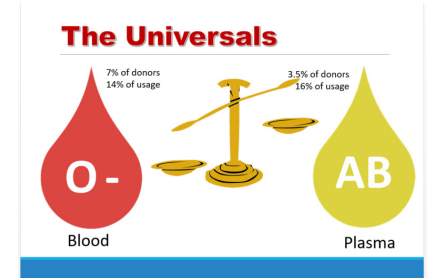 The Universals
7% of donors
14% of usage
3.5% of donors
16% of usage
O -
AB
Blood
Plasma